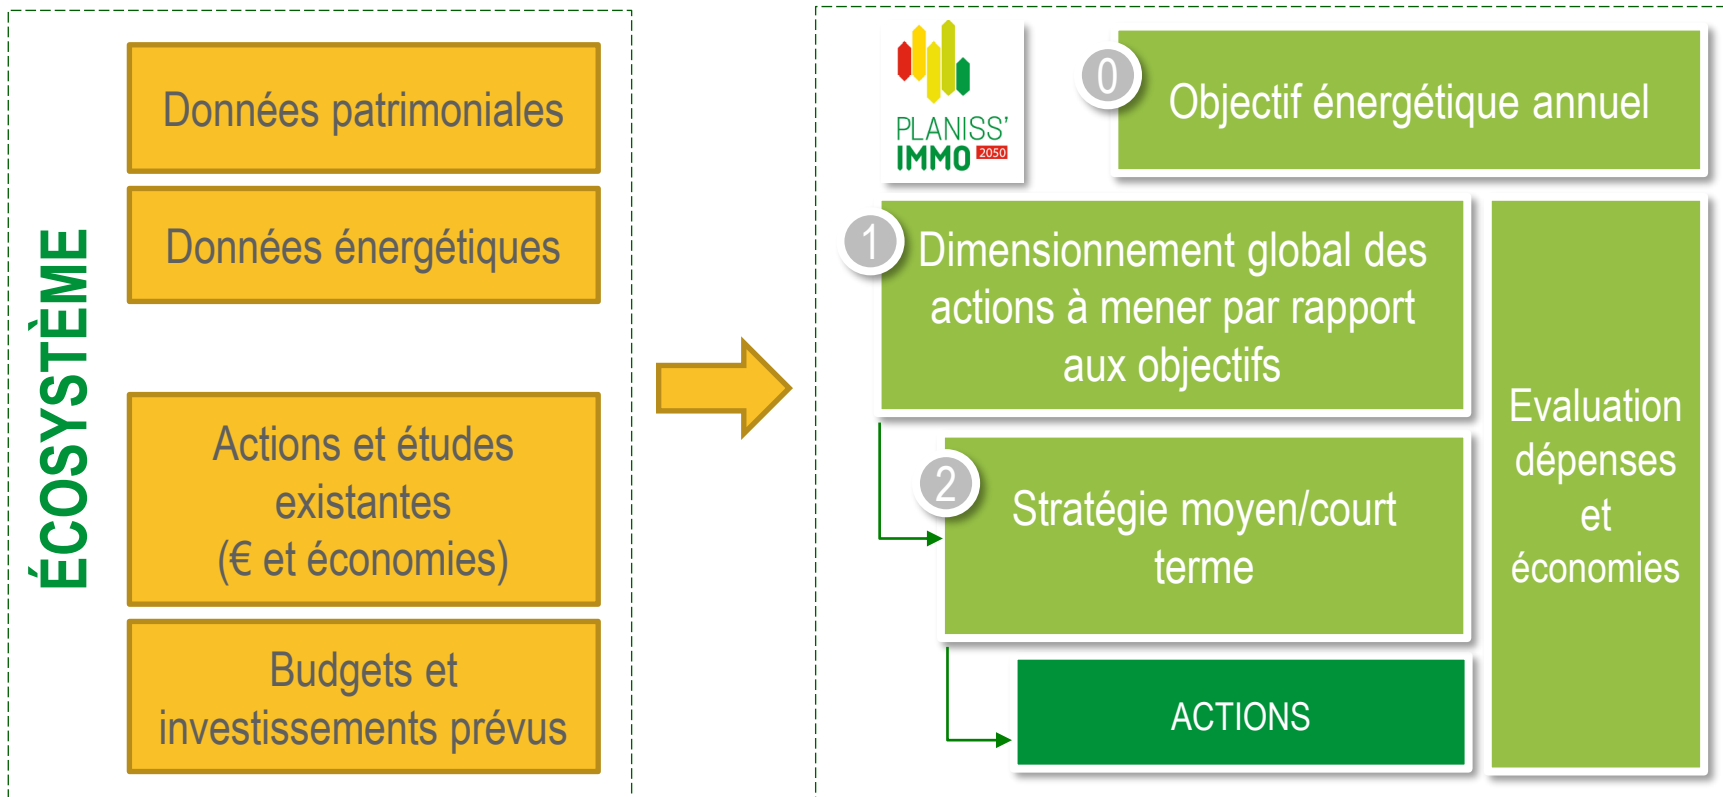 ÉCOSYSTÈME
Données patrimoniales
Données énergétiques
Actions et études
existantes
(€ et économies)
Budgets et
investissements prévus
PLANISS'
IMMO 2050
0
Objectif énergétique annuel
1
Dimensionnement global des
actions à mener par rapport
aux objectifs
2
Stratégie moyen/court
terme
ACTIONS
Evaluation
dépenses
et
économies